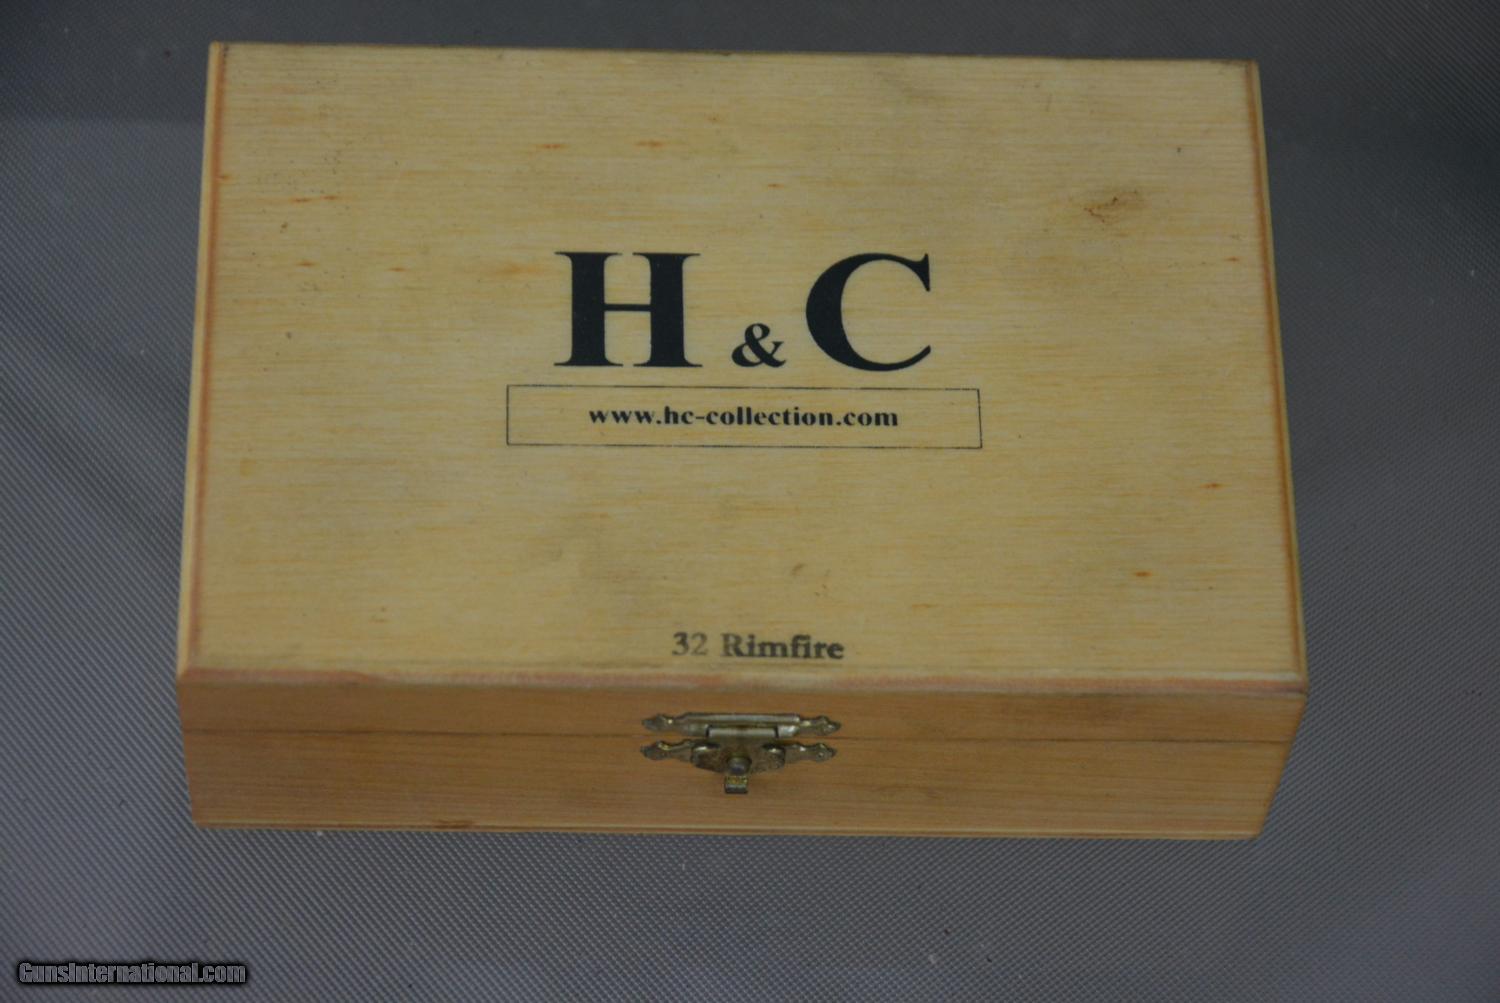 H & C
www.hc-collection.com
32 Rimfire
GunsInternational.com